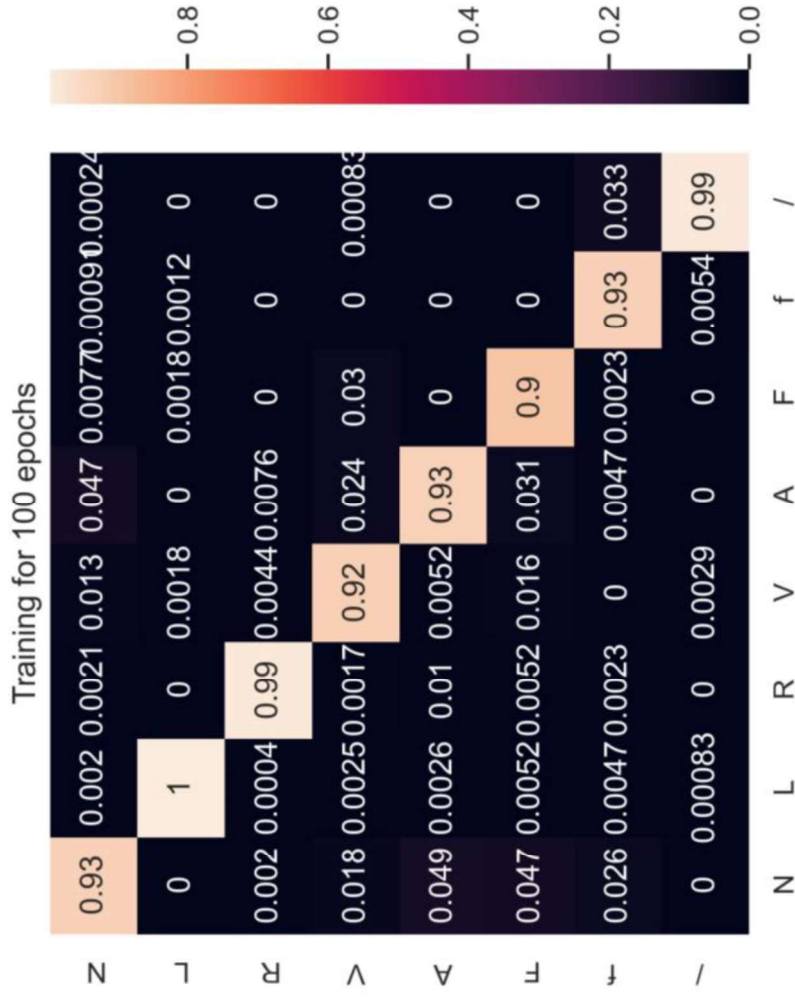 Training for 100 epochs
N 0.93 0.002 0.0021 0.013 0.047 0.0077 0.00091 0.00024
L 0 1 0 0.0018 0 0.0018 0.0012 0
R 0.002 0.0004 0.99 0.0044 0.0076 0 0 0
V 0.018 0.0025 0.0017 0.92 0.024 0.03 0 0.00083
A 0.049 0.0026 0.01 0.0052 0.93 0 0 0
F 0.047 0.0052 0.0052 0.016 0.031 0.9 0 0
f 0.026 0.0047 0.0023 0 0.0047 0.0023 0.93 0.033
/ 0 0.00083 0 0.0029 0 0 0.0054 0.99
N L R V A F f /
0.8
0.6
0.4
0.2
0.0